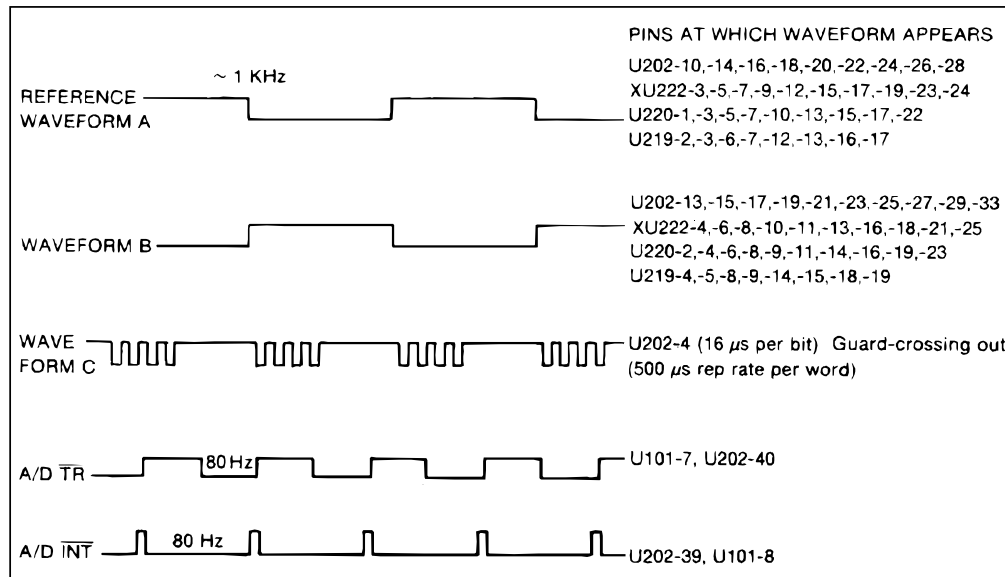 PINS AT WHICH WAVEFORM APPEARS
~ 1 KHz
REFERENCE
WAVEFORM A
U202-10,-14,-16,-18,-20,-22,-24,-26,-28
XU222-3,-5,-7,-9,-12,-15,-17,-19,-23,-24
U220-1,-3,-5,-7,-10,-13,-15,-17,-22
U219-2,-3,-6,-7,-12,-13,-16,-17
WAVEFORM B
U202-13,-15,-17,-19,-21,-23,-25,-27,-29,-33
XU222-4,-6,-8,-10,-11,-13,-16,-18,-21,-25
U220-2,-4,-6,-8,-9,-11,-14,-16,-19,-23
U219-4,-5,-8,-9,-14,-15,-18,-19
WAVE
FORM C
U202-4 (16 µs per bit) Guard-crossing out
(500 µs rep rate per word)
A/D TR
80 Hz
U101-7, U202-40
A/D INT
80 Hz
U202-39, U101-8